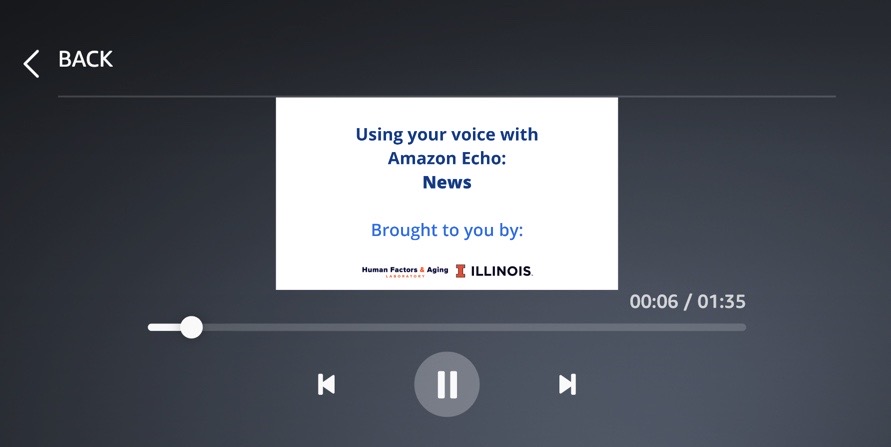 BACK
Using your voice with
Amazon Echo:
News
Brought to you by:
Human Factors & Aging
LABORATORY
ILLINOIS
00:06 / 01:35